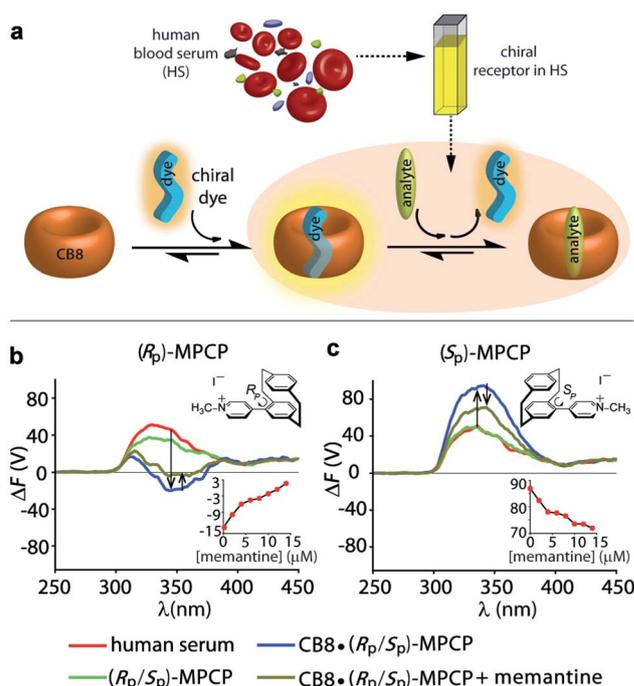 a
human
blood serum
(HS)
chiral
receptor in HS
dye
chiral
dye
analyte
dye
CB8
dye
analyte
b
(Rp)-MPCP
ΔF (V)
80
40
0
-40
-80
I−
H3C
N
+
Rp
3
-3
-9
-15
0
5
10
15
[memantine] (μM)
250
300
350
400
450
λ(nm)
c
(Sp)-MPCP
ΔF (V)
80
40
0
-40
-80
Sp
I−
+
N
CH3
90
80
70
0
5
10
15
[memantine] (μM)
250
300
350
400
450
λ (nm)
human serum
CB8•(Rp/Sp)-MPCP
(Rp/Sp)-MPCP
CB8•(Rp/Sp)-MPCP + memantine